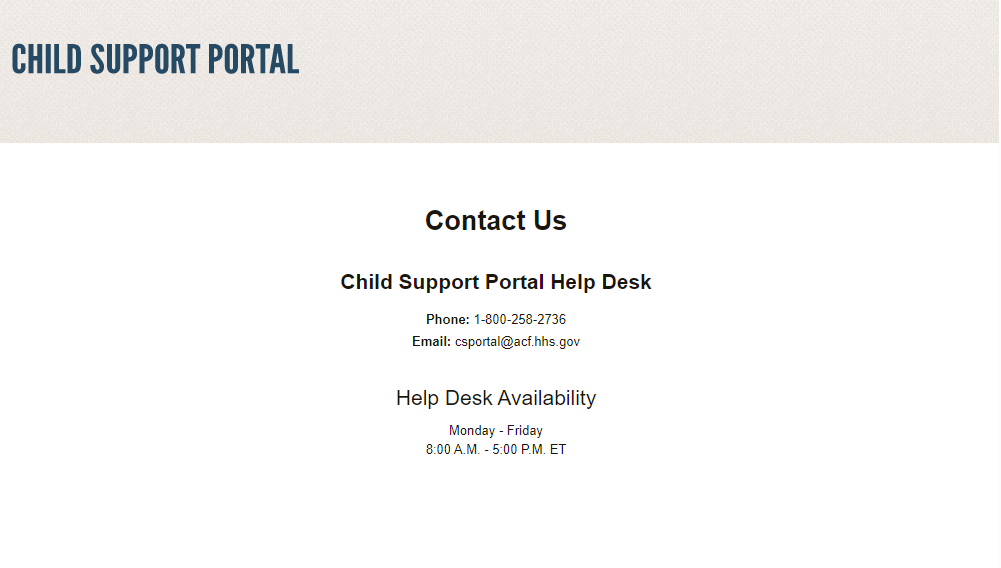 CHILD SUPPORT PORTAL
Contact Us
Child Support Portal Help Desk
Phone: 1-800-258-2736
Email: csportal@acf.hhs.gov
Help Desk Availability
Monday - Friday
8:00 A.M. - 5:00 P.M. ET